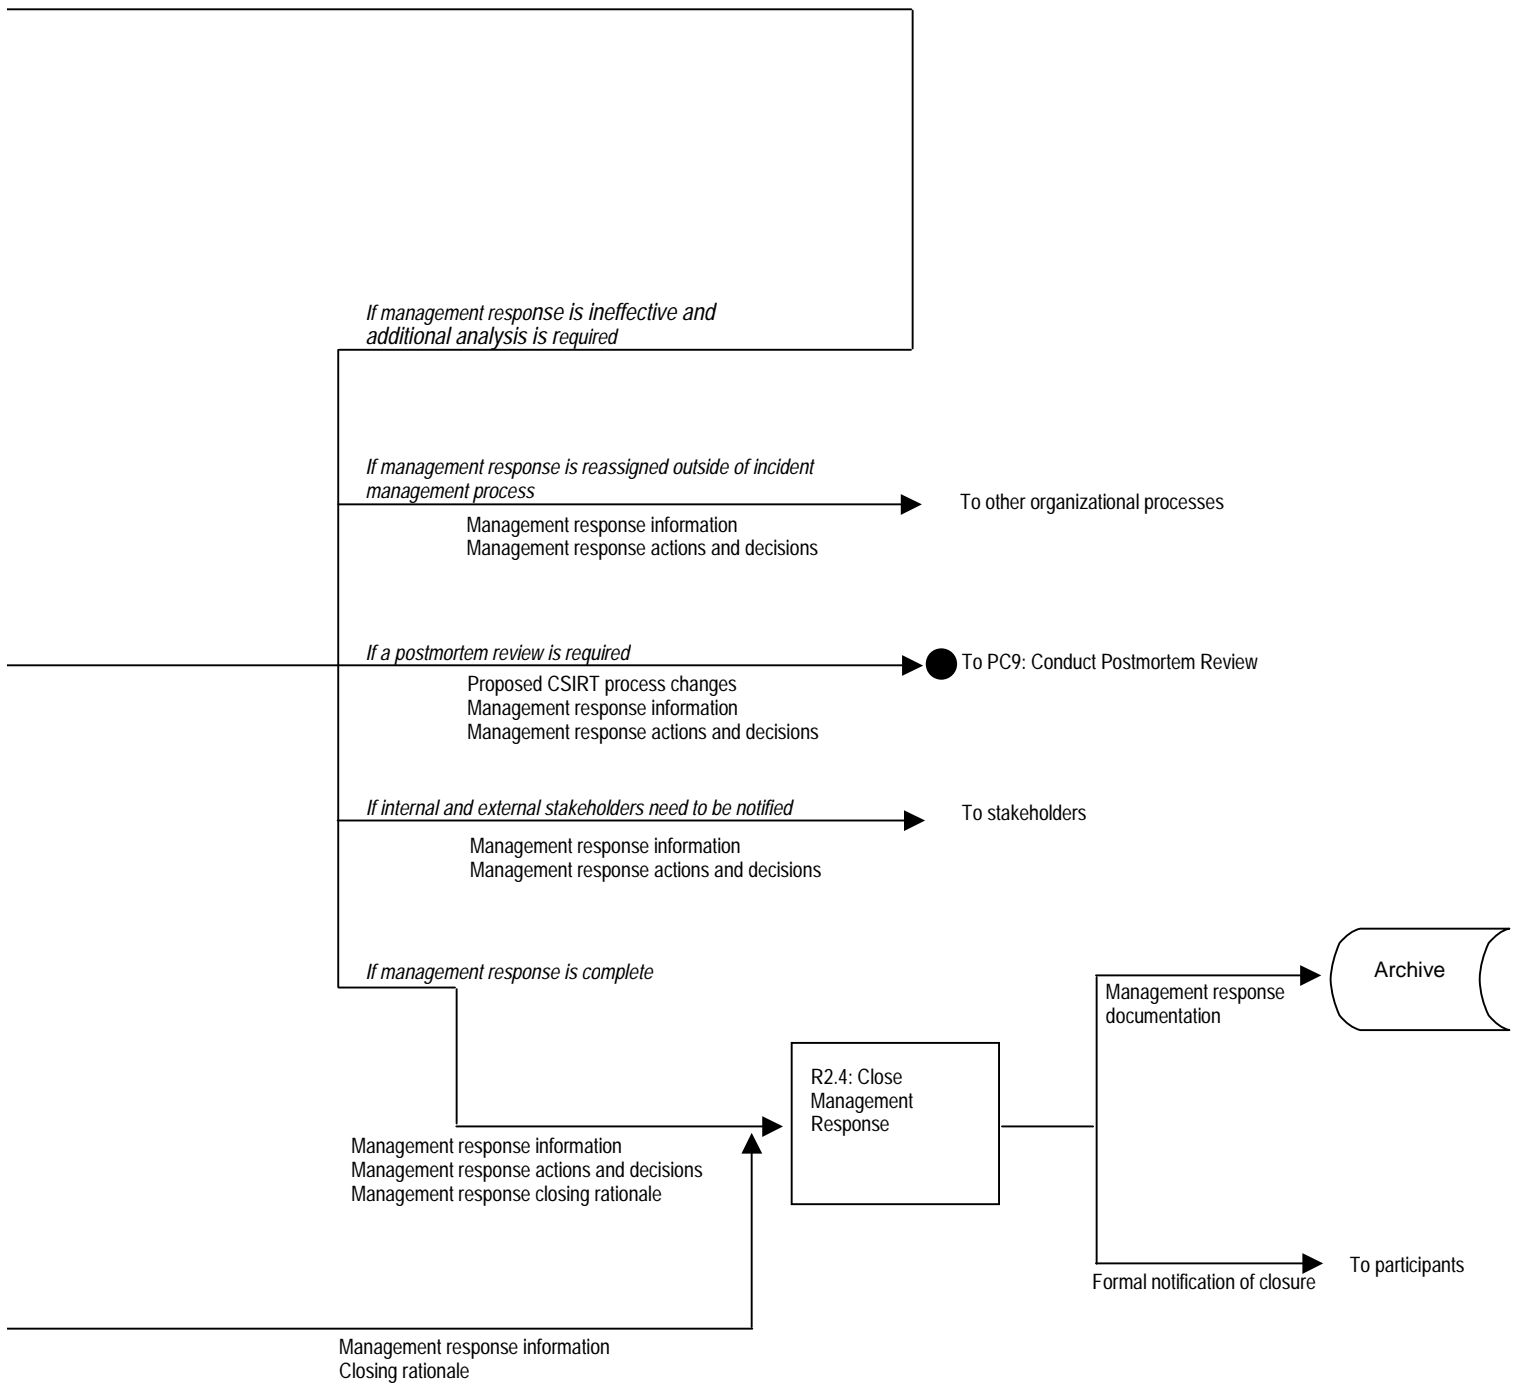 If management response is ineffective and
additional analysis is required
If management response is reassigned outside of incident
management process
To other organizational processes
Management response information
Management response actions and decisions
If a postmortem review is required
To PC9: Conduct Postmortem Review
Proposed CSIRT process changes
Management response information
Management response actions and decisions
If internal and external stakeholders need to be notified
To stakeholders
Management response information
Management response actions and decisions
If management response is complete
Archive
Management response
documentation
R2.4: Close
Management
Response
Management response information
Management response actions and decisions
Management response closing rationale
To participants
Formal notification of closure
Management response information
Closing rationale